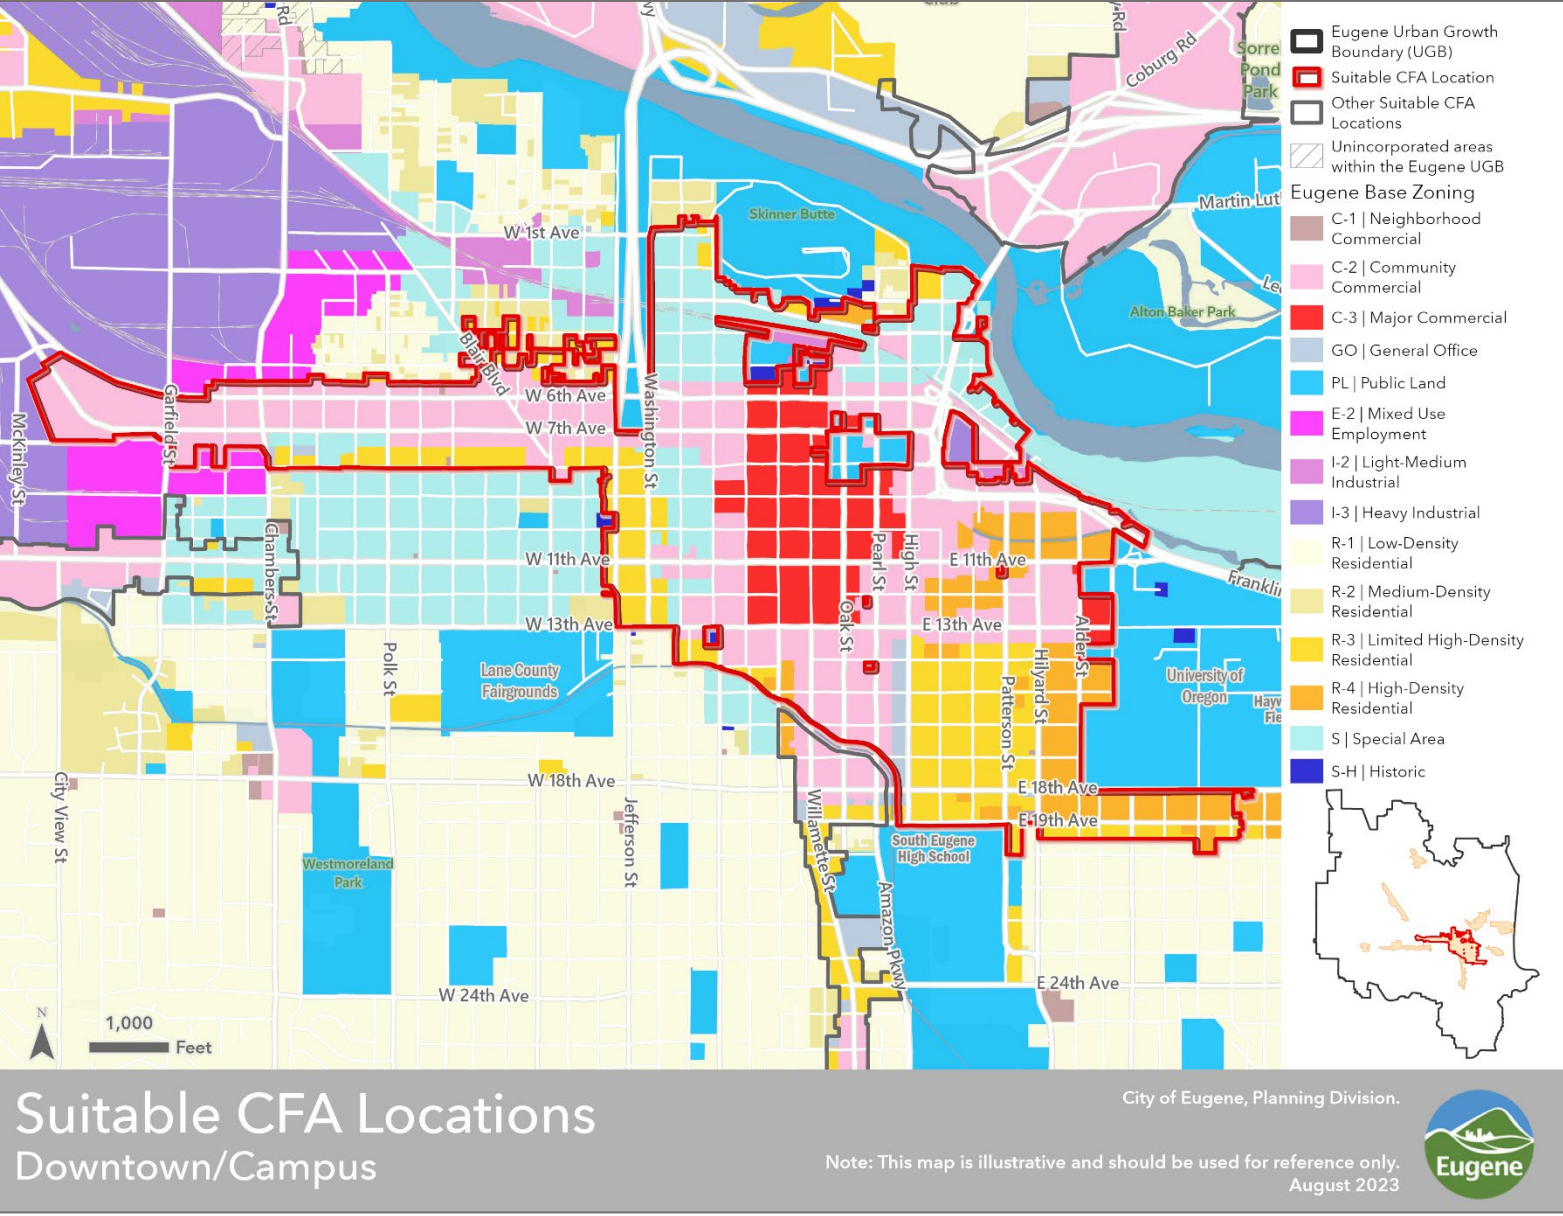 Rd
Rd
Coburg Rd
Sorrel
Pond
Park
Martin Lut
Skinner Butte
W 1st Ave
Alton Baker Park
Blair Blvd
W 6th Ave
W 7th Ave
Garfield St
McKinley St
Washington St
Chambers St
W 11th Ave
E 11th Ave
Pearl St
High St
Franklin
Oak St
W 13th Ave
E 13th Ave
Alder St
Hilyard St
Patterson St
Polk St
Lane County
Fairgrounds
University of
Oregon
Hayw
Fie
City View St
W 18th Ave
E 18th Ave
E 19th Ave
Jefferson St
Willamette St
South Eugene
High School
Westmoreland
Park
Amazon Pkwy
W 24th Ave
E 24th Ave
N
1,000
Feet
Eugene Urban Growth
Boundary (UGB)
Suitable CFA Location
Other Suitable CFA
Locations
Unincorporated areas
within the Eugene UGB
Eugene Base Zoning
C-1 | Neighborhood
Commercial
C-2 | Community
Commercial
C-3 | Major Commercial
GO | General Office
PL | Public Land
E-2 | Mixed Use
Employment
I-2 | Light-Medium
Industrial
I-3 | Heavy Industrial
R-1 | Low-Density
Residential
R-2 | Medium-Density
Residential
R-3 | Limited High-Density
Residential
R-4 | High-Density
Residential
S | Special Area
S-H | Historic
Suitable CFA Locations
Downtown/Campus
City of Eugene, Planning Division.
Note: This map is illustrative and should be used for reference only.
August 2023
Eugene